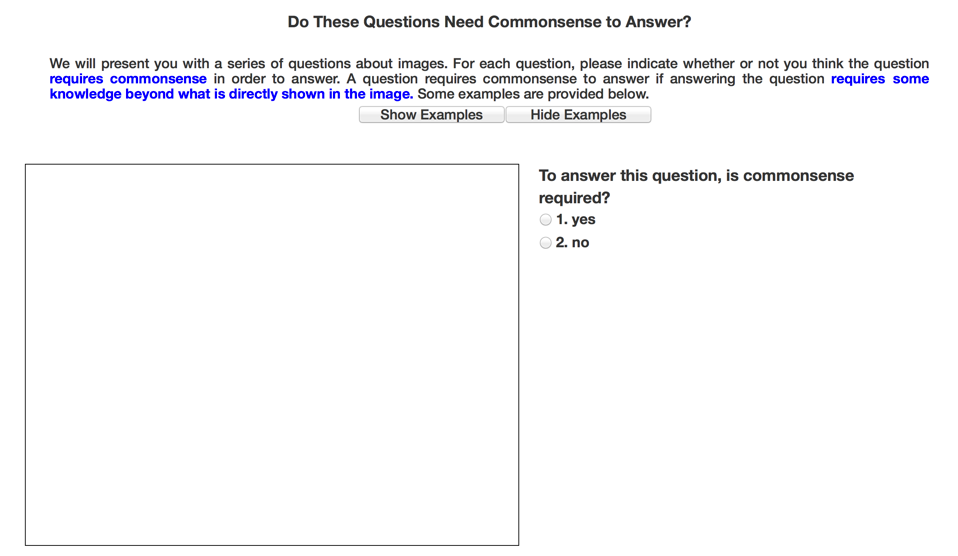 Do These Questions Need Commonsense to Answer?
We will present you with a series of questions about images. For each question, please indicate whether or not you think the question
requires commonsense in order to answer. A question requires commonsense to answer if answering the question requires some
knowledge beyond what is directly shown in the image. Some examples are provided below.
Show Examples Hide Examples
To answer this question, is commonsense
required?
1. yes
2. no